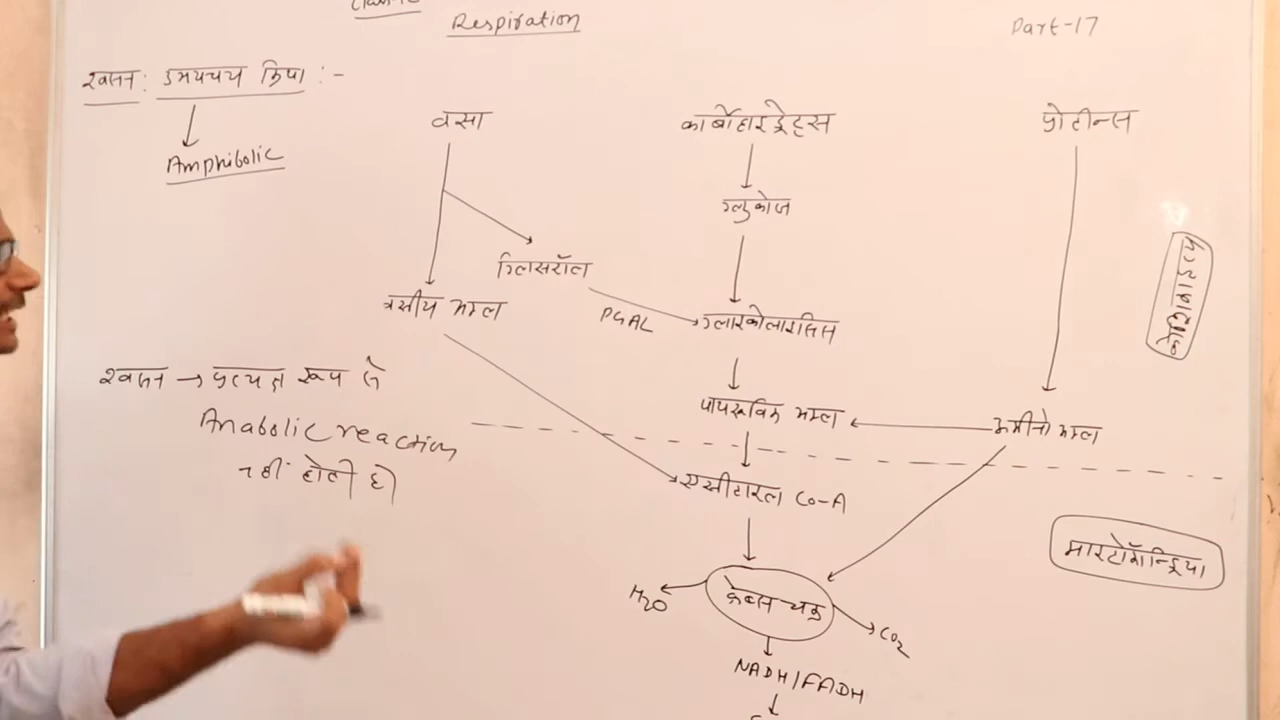 Respiration
Part-17
श्वसन: उभयचय क्रिया :-
Amphibolic
वसा
कार्बोहाइड्रेट्स
प्रोटीन्स
ग्लुकोज
ग्लिसरॉल
वसीय अम्ल
PGAL
ग्लाइकोलाइसिस
श्वसन → प्रत्यक्ष रूप से
Anabolic reaction
नहीं होती है
पायरूविक अम्ल
अमीनो अम्ल
एसीटाइल CO-A
माइटोकॉन्ड्रिया
क्रेब्स चक्र
H2O
CO2
NADH/FADH